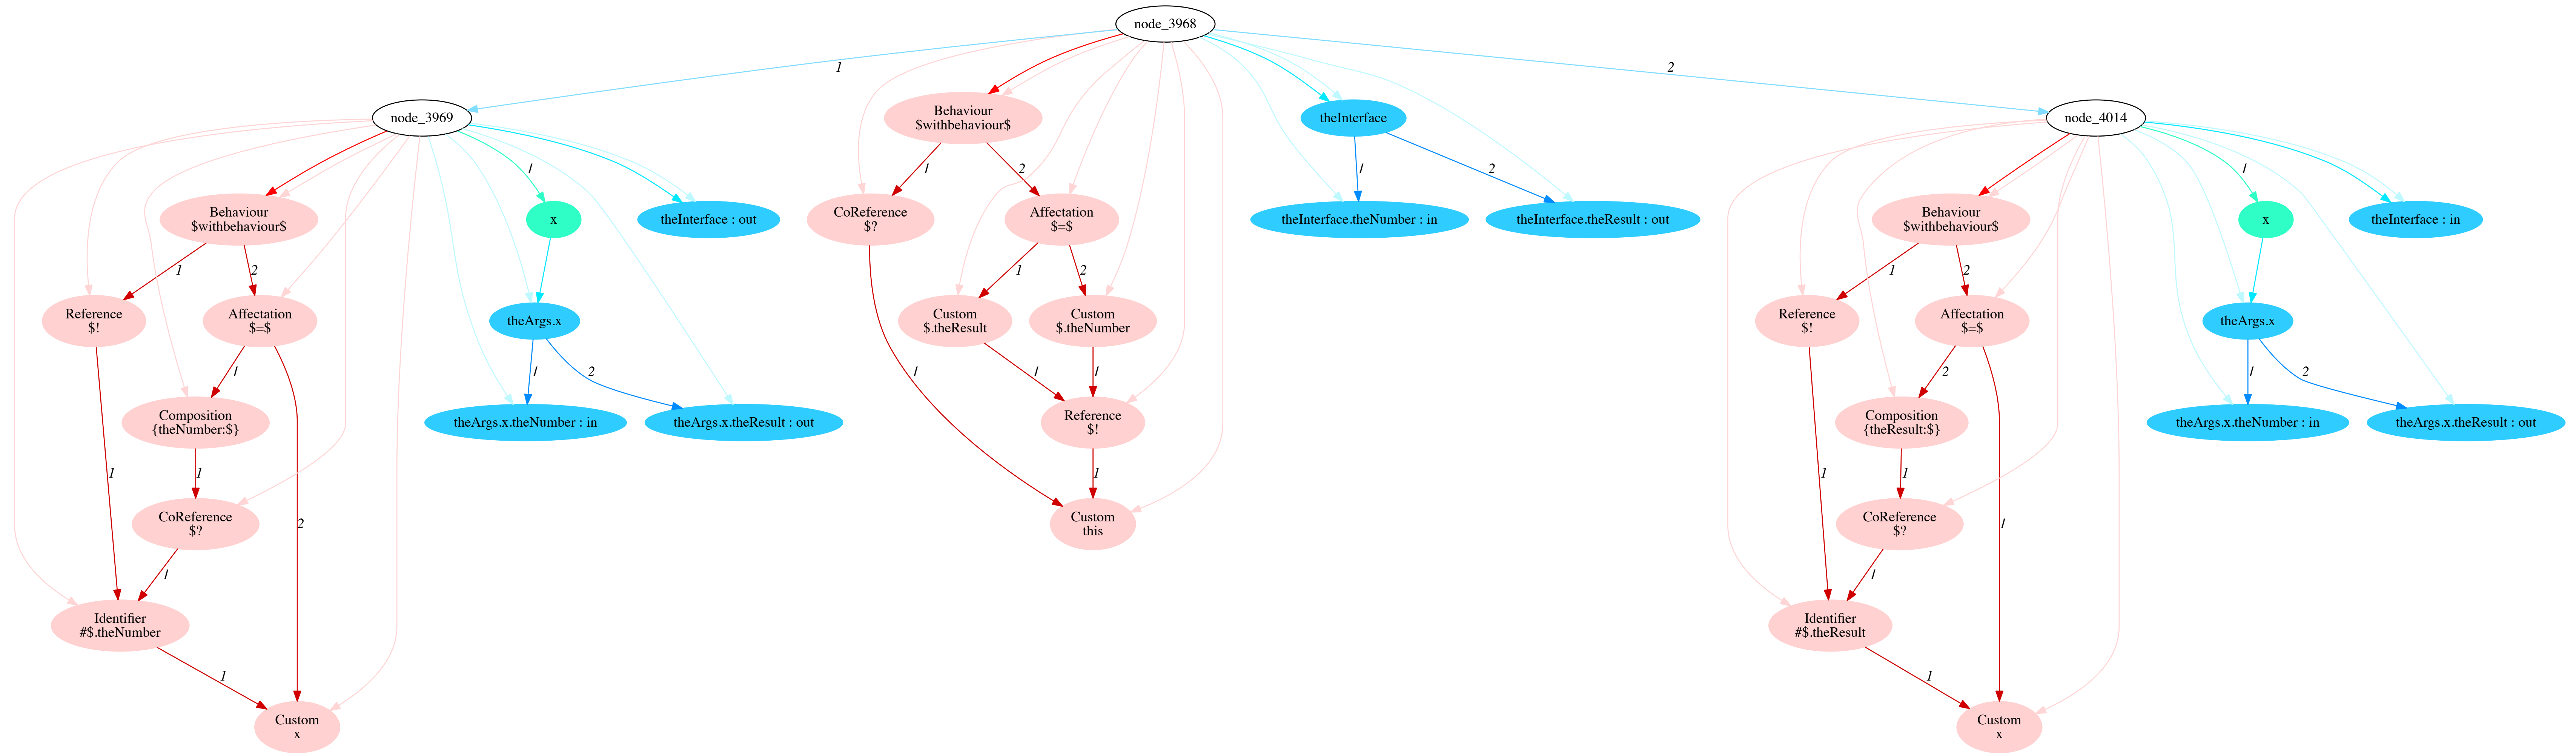 node_3968
1
2
node_3969
Behaviour
$withbehaviour$
theInterface
node_4014
1
1
2
1
2
1
Behaviour
$withbehaviour$
x
theInterface : out
CoReference
$?
Affectation
$=$
theInterface.theNumber : in
theInterface.theResult : out
Behaviour
$withbehaviour$
x
theInterface : in
1
2
1
2
1
2
Reference
$!
Affectation
$=$
theArgs.x
Custom
$.theResult
Custom
$.theNumber
Reference
$!
Affectation
$=$
theArgs.x
1
1
2
1
1
1
2
1
2
Composition
{theNumber:$}
theArgs.x.theNumber : in
theArgs.x.theResult : out
Reference
$!
Composition
{theResult:$}
theArgs.x.theNumber : in
theArgs.x.theResult : out
1
1
1
1
1
CoReference
$?
2
Custom
this
CoReference
$?
1
1
1
Identifier
#$.theNumber
Identifier
#$.theResult
1
1
Custom
x
Custom
x